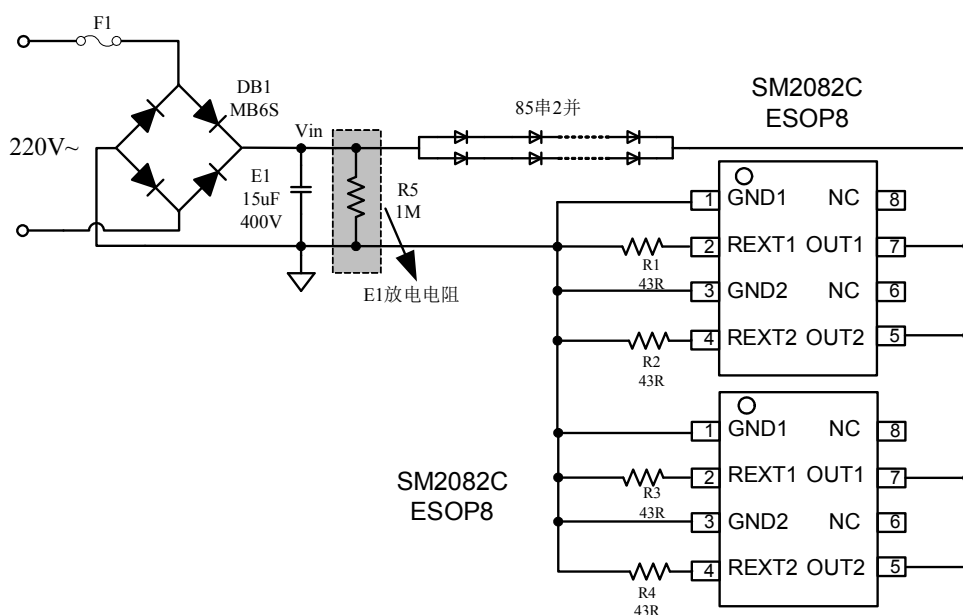 F1
DB1
MB6S
220V~
Vin
E1
15uF
400V
R5
1M
E1放电电阻
85串2并
SM2082C
ESOP8
1 GND1 NC 8
2 REXT1 OUT1 7
3 GND2 NC 6
4 REXT2 OUT2 5
R1
43R
R2
43R
SM2082C
ESOP8
1 GND1 NC 8
2 REXT1 OUT1 7
3 GND2 NC 6
4 REXT2 OUT2 5
R3
43R
R4
43R